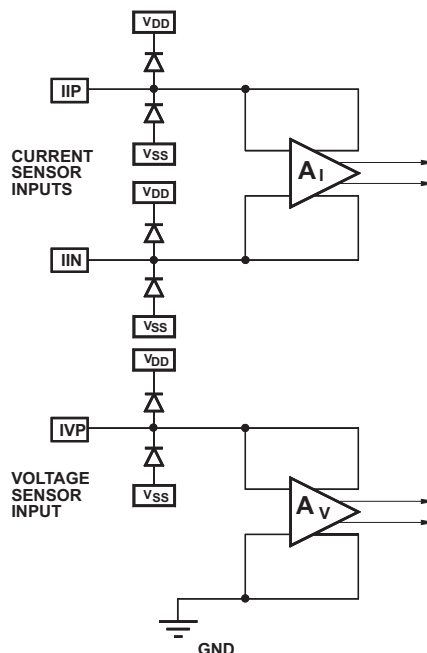 VDD
IIP
VSS
CURRENT
SENSOR
INPUTS
VDD
AI
IIN
VSS
VDD
IVP
VSS
VOLTAGE
SENSOR
INPUT
AV
GND